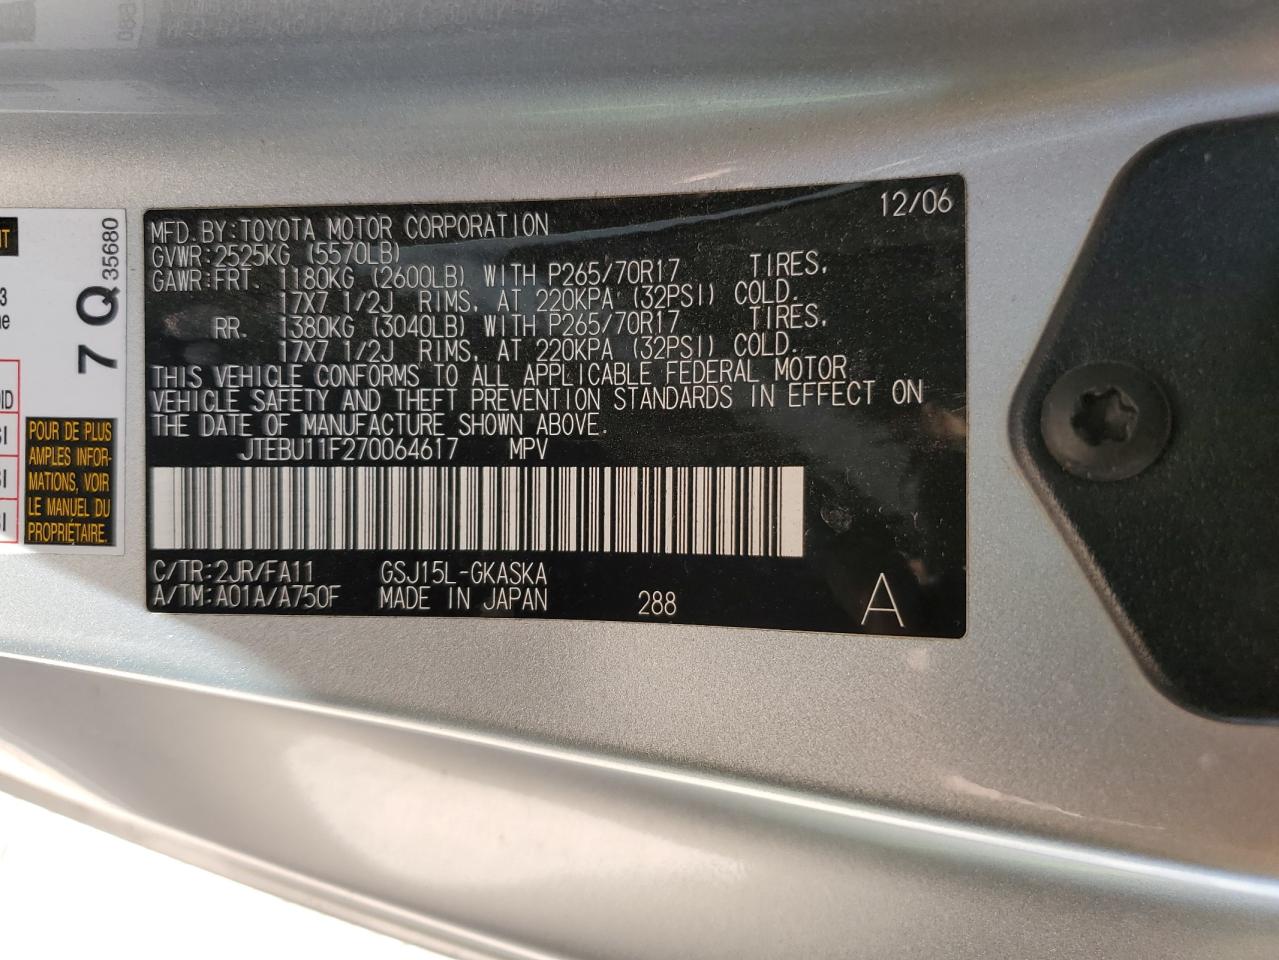 12/06
MFD.BY:TOYOTA MOTOR CORPORATION
GVWR:2525KG (5570LB)
GAWR:FRT. 1180KG (2600LB) WITH P265/70R17 TIRES,
17X7 1/2J RIMS, AT 220KPA (32PSI) COLD.
RR. 1380KG (3040LB) WITH P265/70R17 TIRES,
17X7 1/2J RIMS, AT 220KPA (32PSI) COLD.
THIS VEHICLE CONFORMS TO ALL APPLICABLE FEDERAL MOTOR
VEHICLE SAFETY AND THEFT PREVENTION STANDARDS IN EFFECT ON
THE DATE OF MANUFACTURE SHOWN ABOVE.
JTEBU11F270064617 MPV
C/TR:2JR/FA11 GSJ15L-GKASKA
A/TM:A01A/A750F MADE IN JAPAN 288
A
7 Q 35680
POUR DE PLUS
AMPLES INFOR-
MATIONS, VOIR
LE MANUEL DU
PROPRIÉTAIRE.